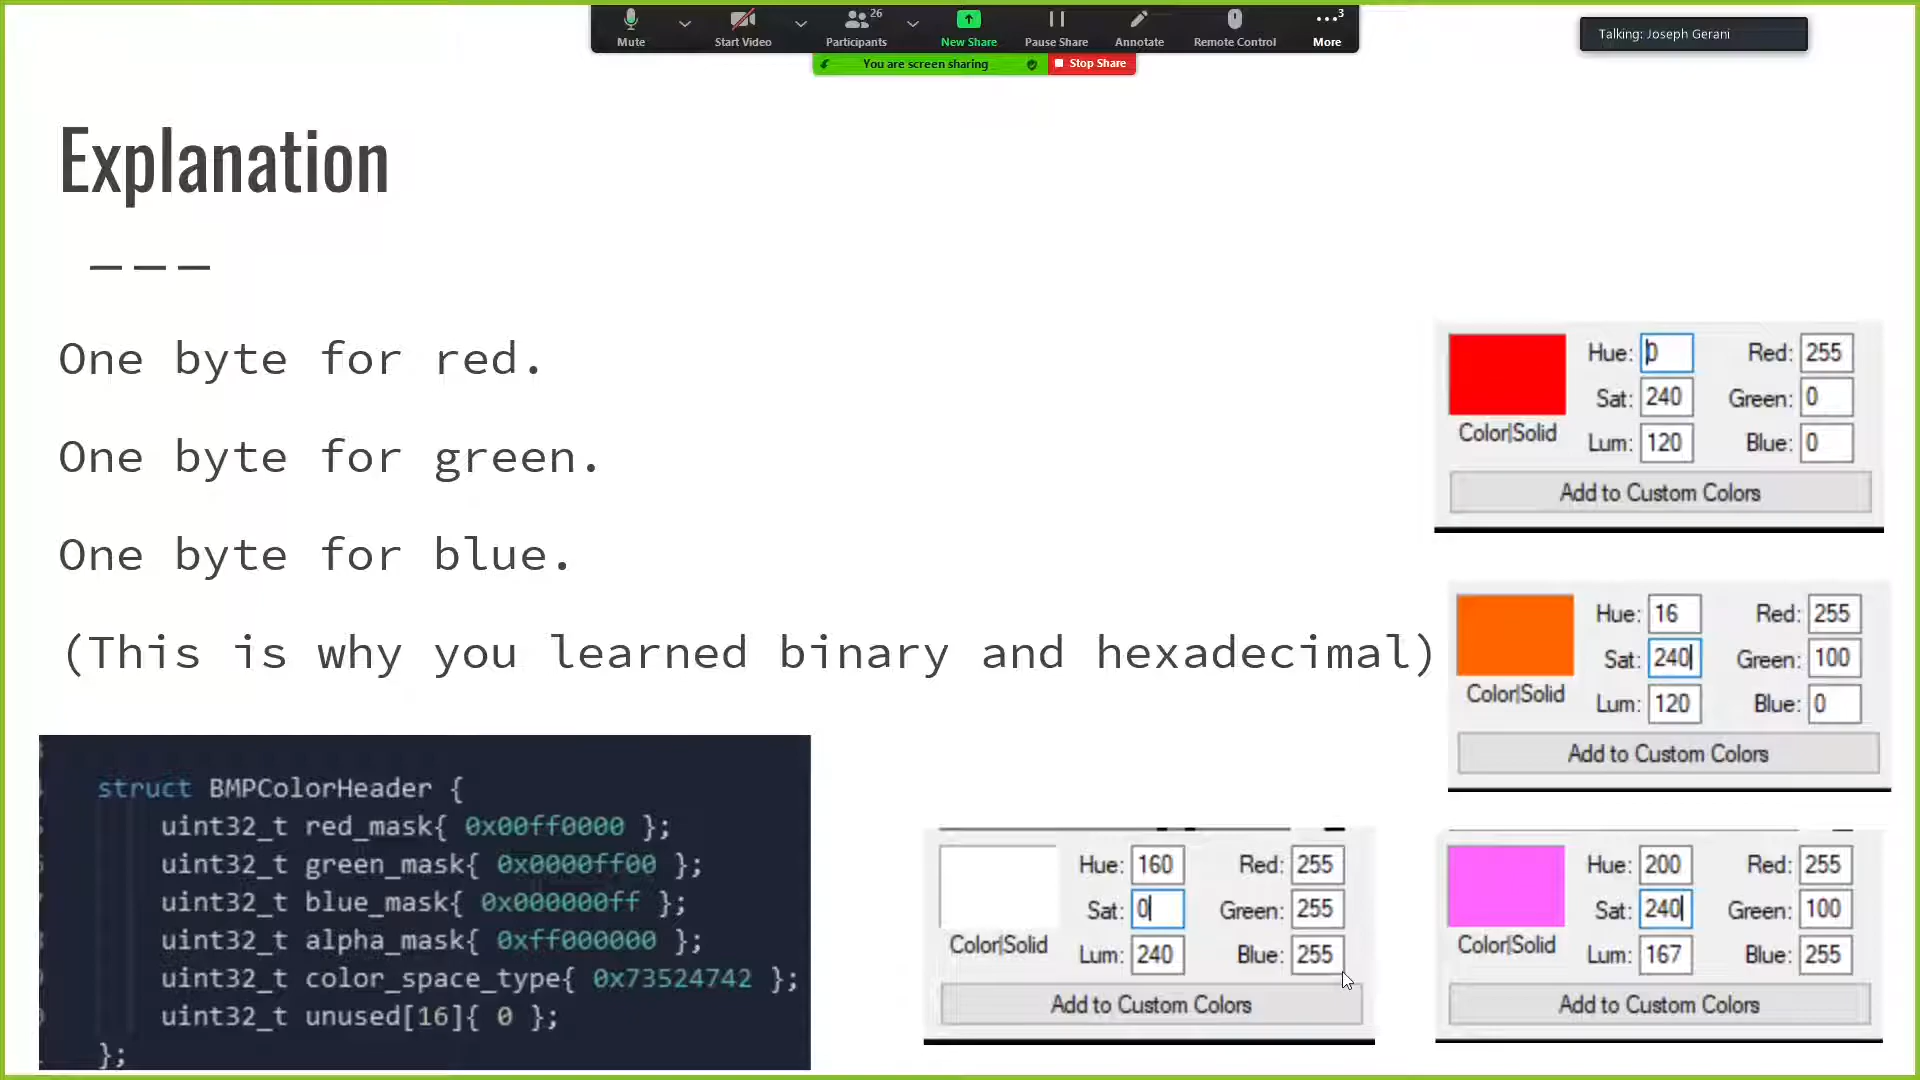 Mute
Start Video
Participants
26
New Share
Pause Share
Annotate
Remote Control
More
3
You are screen sharing
Stop Share
Talking: Joseph Gerani
Explanation
One byte for red.
One byte for green.
One byte for blue.
(This is why you learned binary and hexadecimal)
struct BMPColorHeader {
uint32_t red_mask{ 0x00ff0000 };
uint32_t green_mask{ 0x0000ff00 };
uint32_t blue_mask{ 0x000000ff };
uint32_t alpha_mask{ 0xff000000 };
uint32_t color_space_type{ 0x73524742 };
uint32_t unused[16]{ 0 };
};
Hue: 0 Red: 255
Sat: 240 Green: 0
Color|Solid
Lum: 120 Blue: 0
Add to Custom Colors
Hue: 16 Red: 255
Sat: 240 Green: 100
Color|Solid
Lum: 120 Blue: 0
Add to Custom Colors
Hue: 160 Red: 255
Sat: 0 Green: 255
Color|Solid
Lum: 240 Blue: 255
Add to Custom Colors
Hue: 200 Red: 255
Sat: 240 Green: 100
Color|Solid
Lum: 167 Blue: 255
Add to Custom Colors